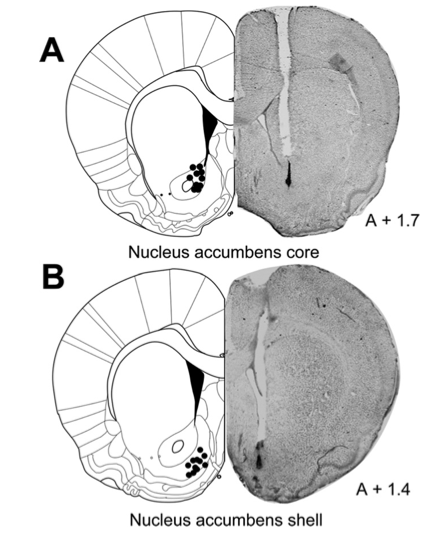 A
A + 1.7
Nucleus accumbens core
B
A + 1.4
Nucleus accumbens shell